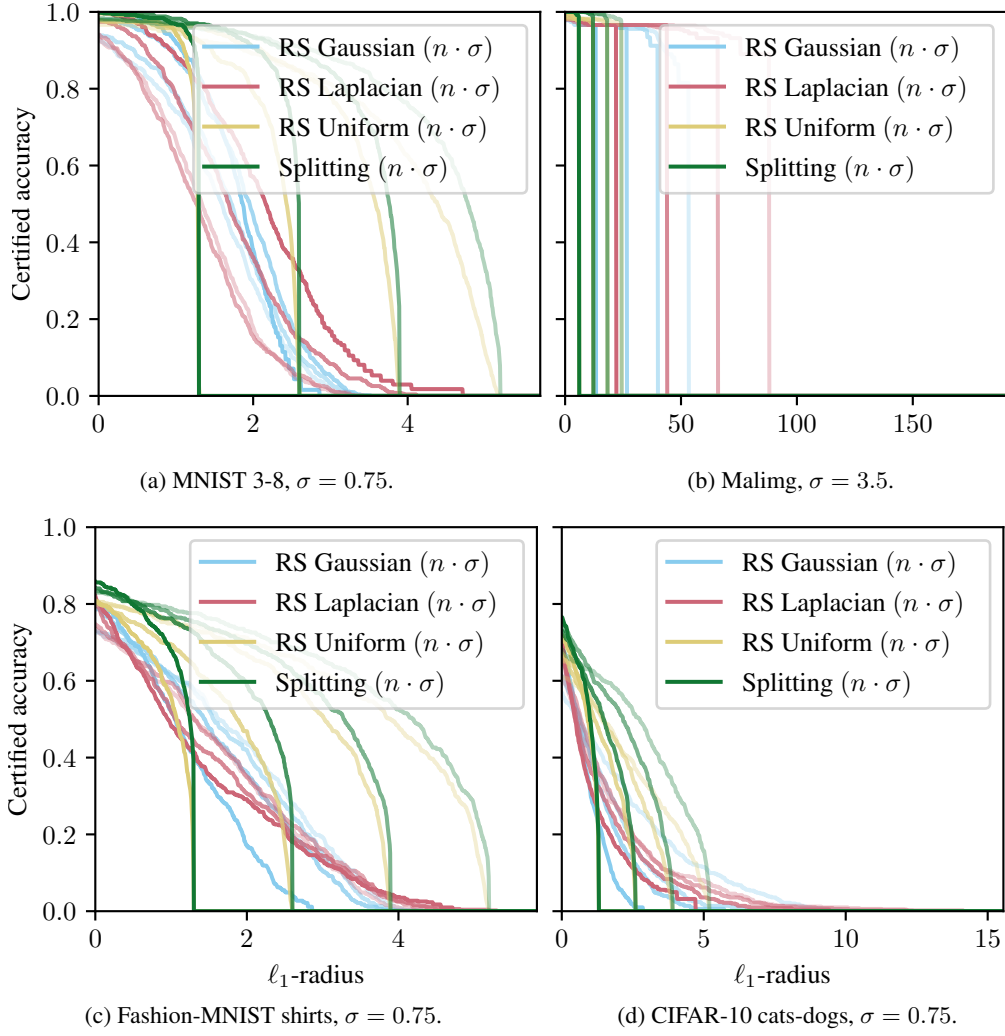 Certified accuracy
1.0
0.8
0.6
0.4
0.2
0.0
RS Gaussian (n · σ)
RS Laplacian (n · σ)
RS Uniform (n · σ)
Splitting (n · σ)
0 2 4
RS Gaussian (n · σ)
RS Laplacian (n · σ)
RS Uniform (n · σ)
Splitting (n · σ)
0 50 100 150
(a) MNIST 3-8, σ = 0.75.
(b) Malimg, σ = 3.5.
Certified accuracy
1.0
0.8
0.6
0.4
0.2
0.0
RS Gaussian (n · σ)
RS Laplacian (n · σ)
RS Uniform (n · σ)
Splitting (n · σ)
0 2 4
ℓ₁-radius
RS Gaussian (n · σ)
RS Laplacian (n · σ)
RS Uniform (n · σ)
Splitting (n · σ)
0 5 10 15
ℓ₁-radius
(c) Fashion-MNIST shirts, σ = 0.75.
(d) CIFAR-10 cats-dogs, σ = 0.75.